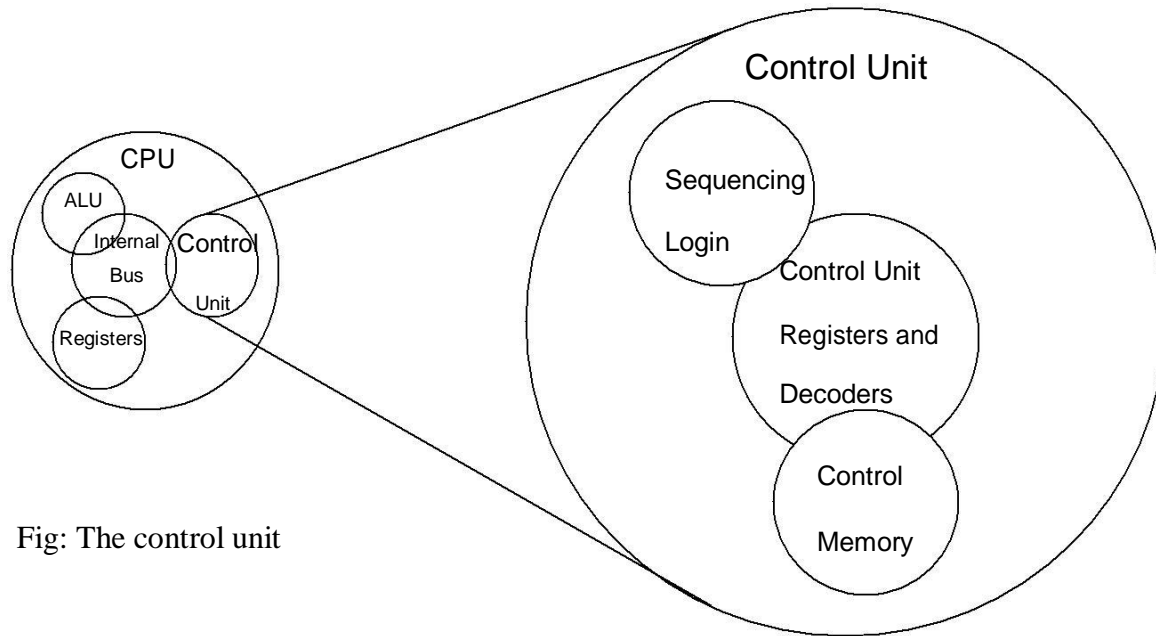 Control Unit
CPU
ALU
Internal
Bus
Control
Unit
Registers
Sequencing
Login
Control Unit
Registers and
Decoders
Control
Memory
Fig: The control unit